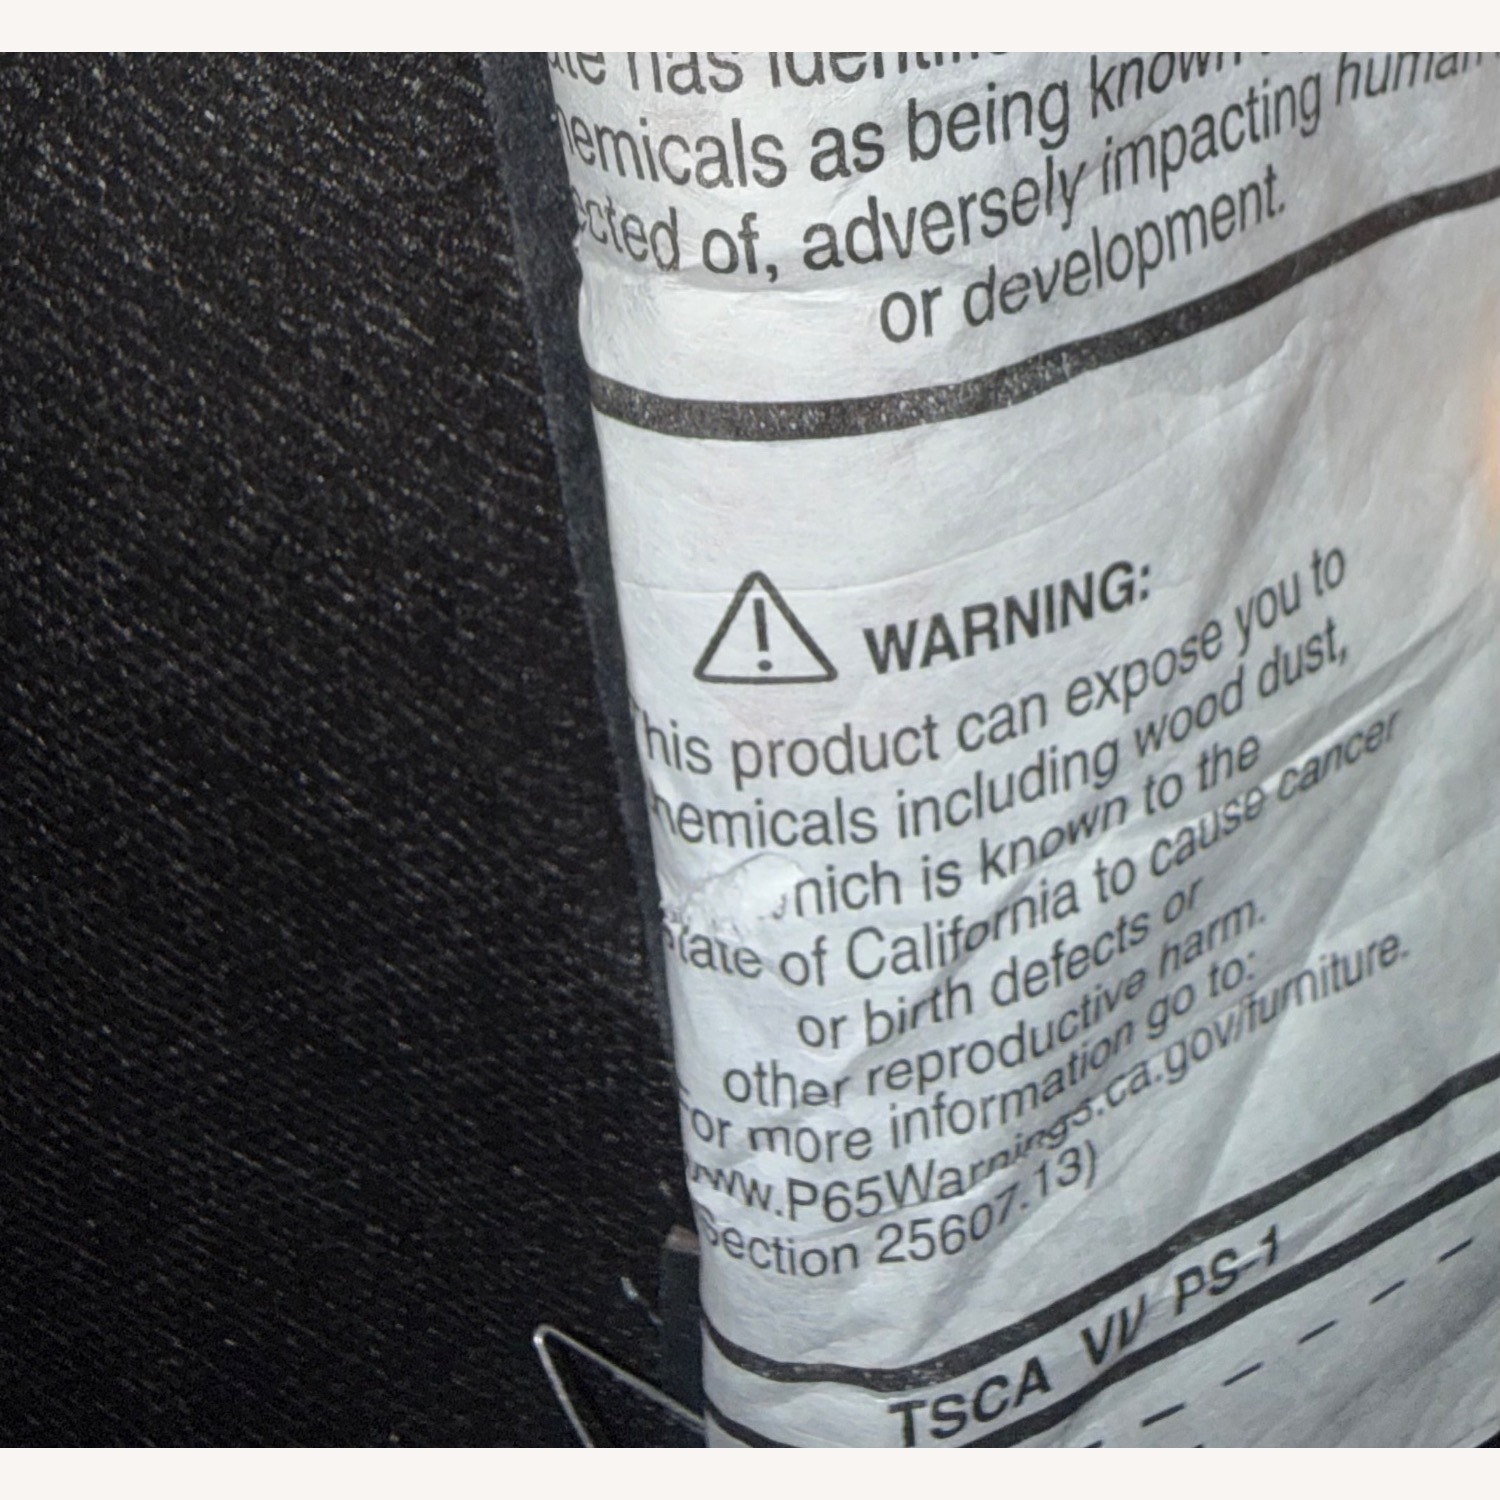 has
chemicals as being known
of, adversely impacting human
or development.
WARNING:
This product can expose you to
chemicals including wood dust,
which is known to the
State of California to cause cancer
or birth defects or
other reproductive harm.
For more information go to:
www.P65Warnings.ca.gov/furniture.
Section 25607.13)
TSCA VI/ PS-1